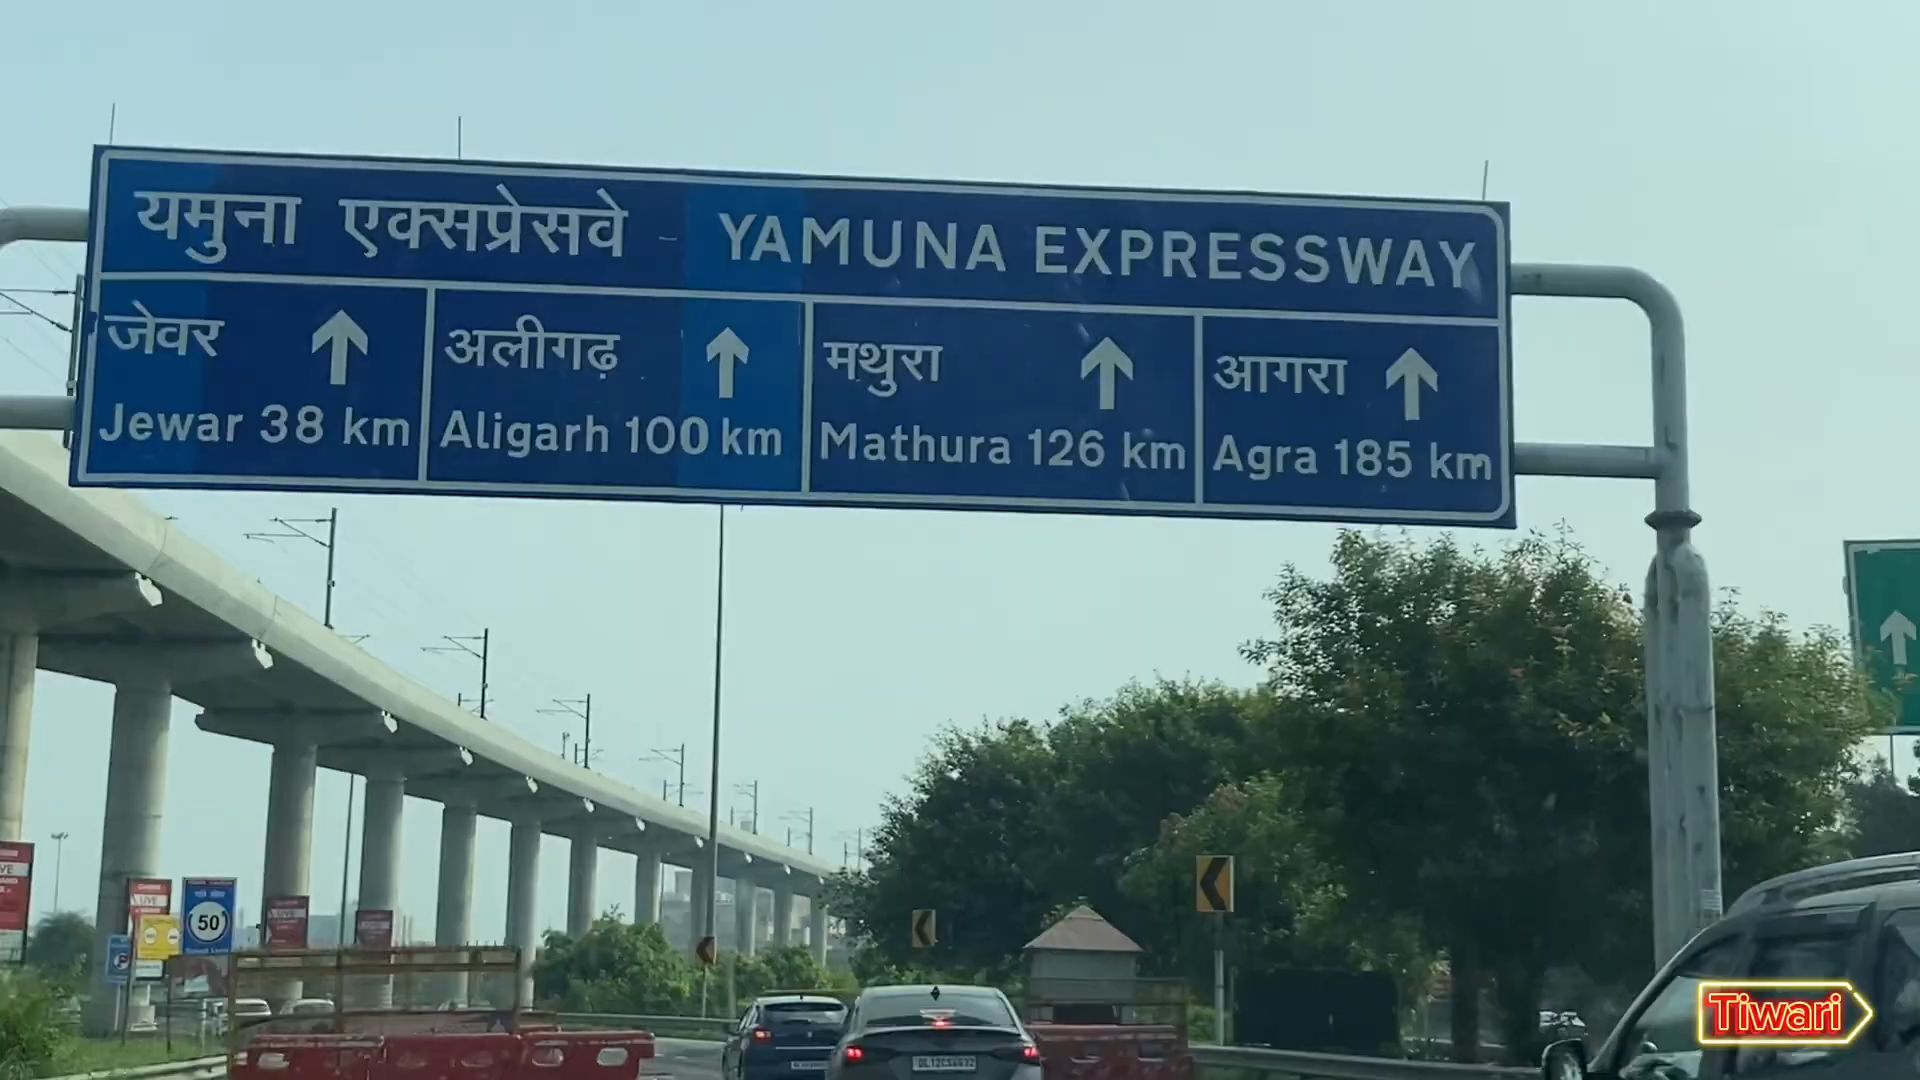 यमुना एक्सप्रेसवे - YAMUNA EXPRESSWAY
जेवर
Jewar 38 km
अलीगढ़
Aligarh 100 km
मथुरा
Mathura 126 km
आगरा
Agra 185 km
50
LIVE
Tiwari